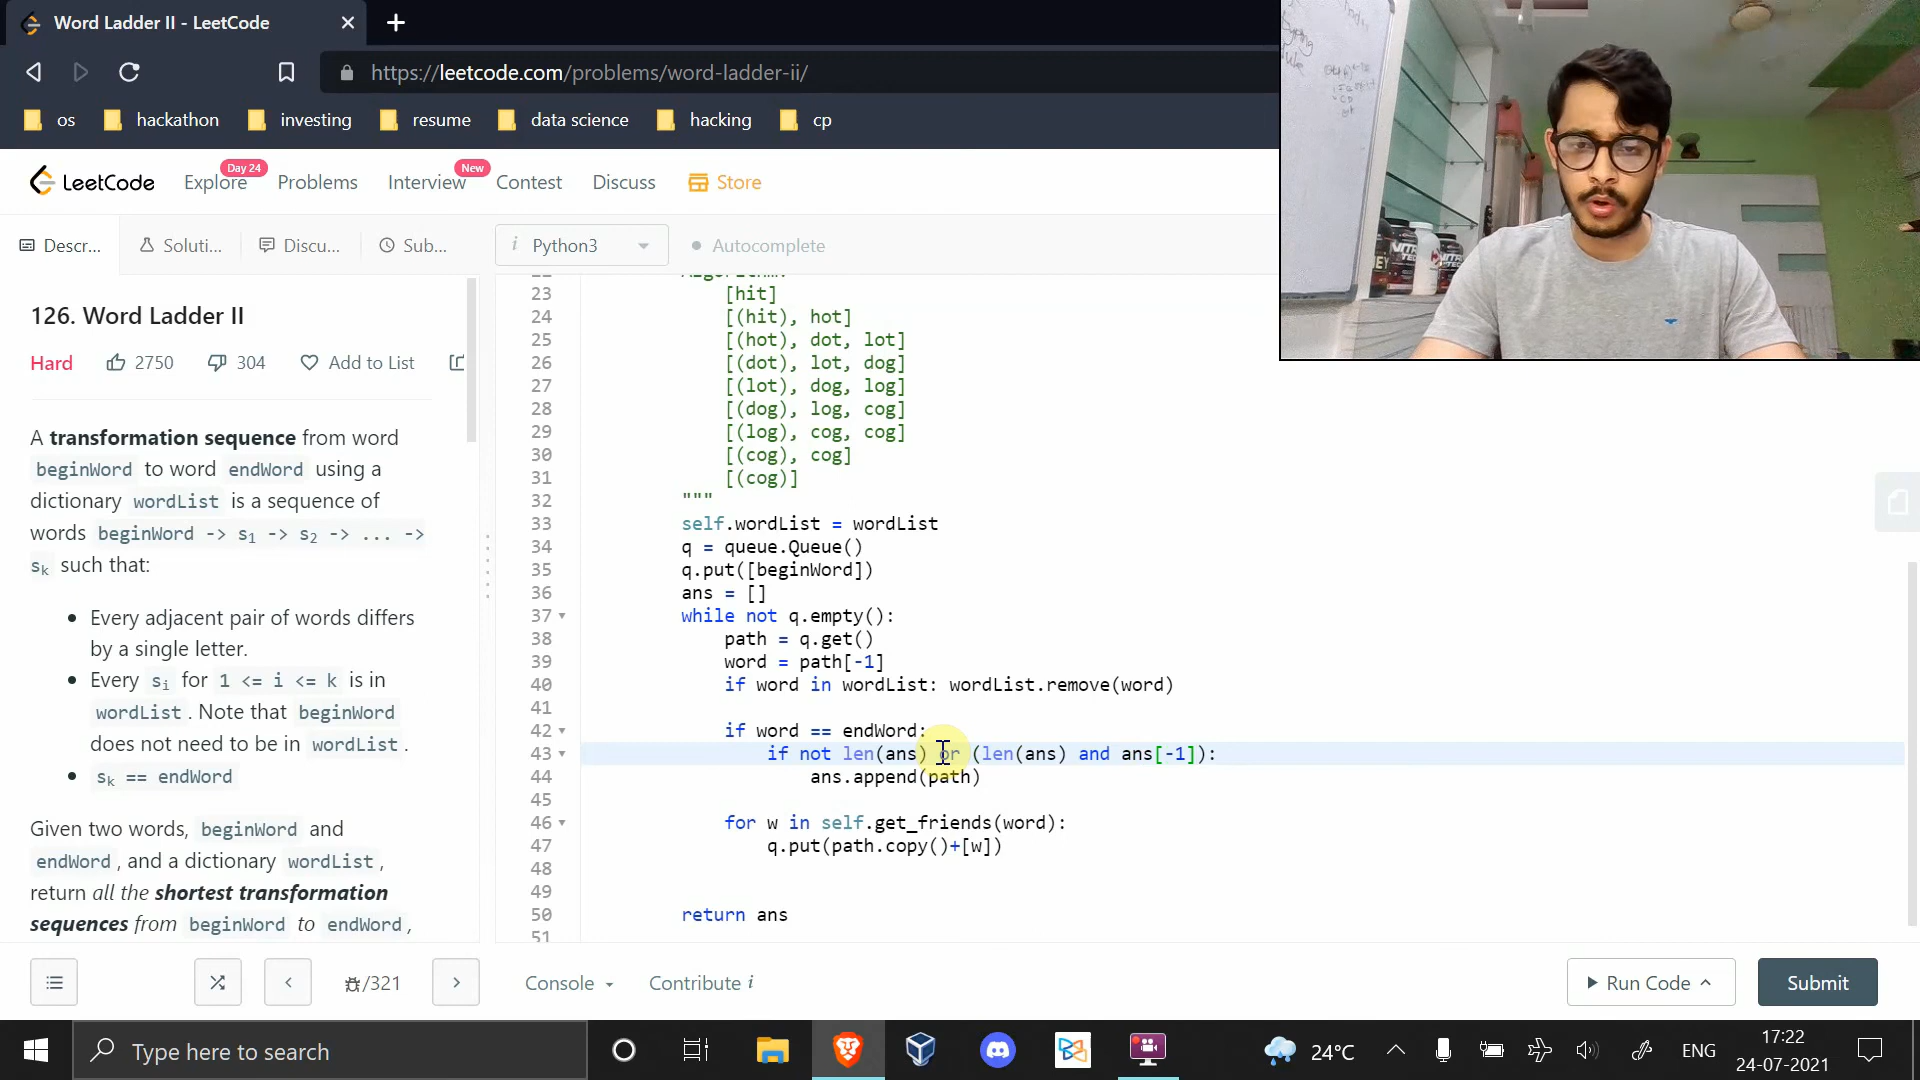 Word Ladder II - LeetCode
https://leetcode.com/problems/word-ladder-ii/
os hackathon investing resume data science hacking cp
LeetCode Explore Day 24 Problems Interview New Contest Discuss Store
Descr... Soluti... Discu... Sub...
i Python3 Autocomplete
126. Word Ladder II
Hard 2750 304 Add to List
A transformation sequence from word
beginWord to word endWord using a
dictionary wordList is a sequence of
words beginWord -> s1 -> s2 -> ... ->
sk such that:
Every adjacent pair of words differs
by a single letter.
Every si for 1 <= i <= k is in
wordList. Note that beginWord
does not need to be in wordList.
sk == endWord
Given two words, beginWord and
endWord, and a dictionary wordList,
return all the shortest transformation
sequences from beginWord to endWord,
23 [hit]
24 [(hit), hot]
25 [(hot), dot, lot]
26 [(dot), lot, dog]
27 [(lot), dog, log]
28 [(dog), log, cog]
29 [(log), cog, cog]
30 [(cog), cog]
31 [(cog)]
32 """
33 self.wordList = wordList
34 q = queue.Queue()
35 q.put([beginWord])
36 ans = []
37 while not q.empty():
38 path = q.get()
39 word = path[-1]
40 if word in wordList: wordList.remove(word)
41
42 if word == endWord:
43 if not len(ans) or (len(ans) and ans[-1]):
44 ans.append(path)
45
46 for w in self.get_friends(word):
47 q.put(path.copy()+[w])
48
49
50 return ans
51
/321 Console Contribute i Run Code Submit
Type here to search
24°C ENG
17:22
24-07-2021